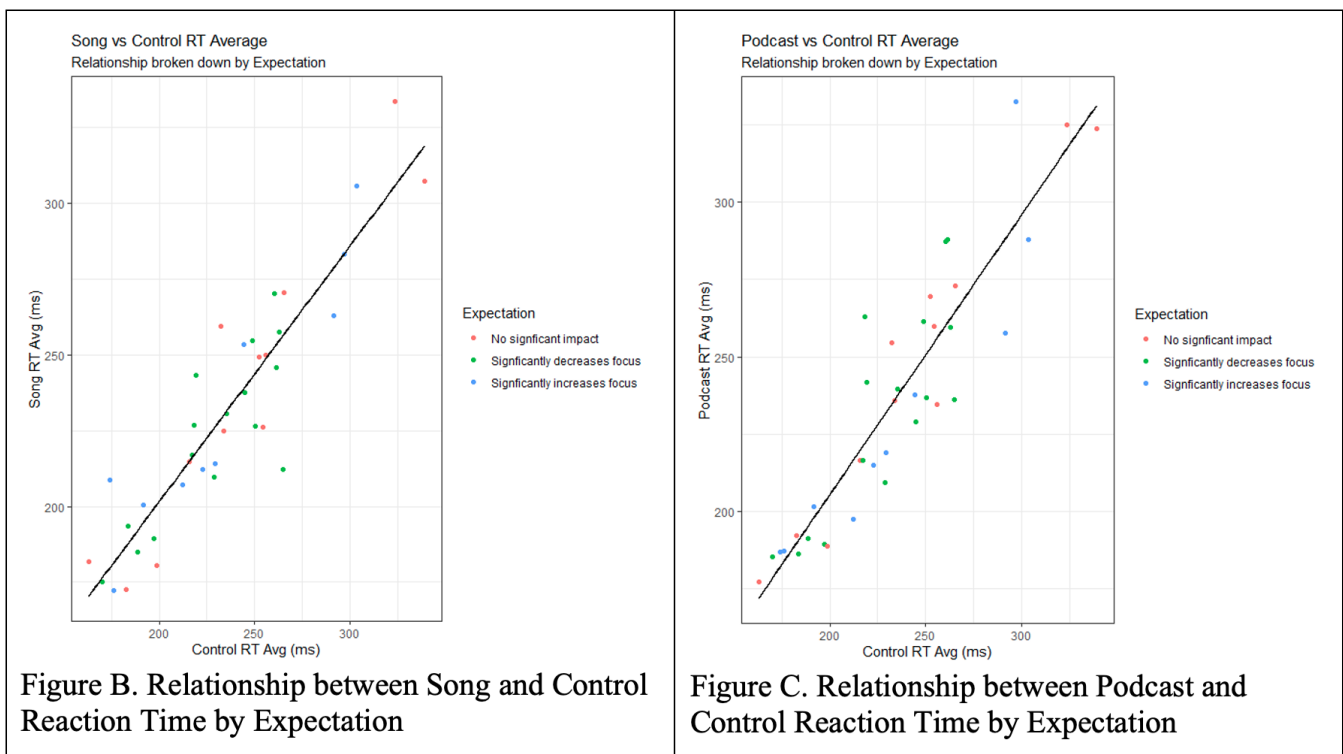 Song vs Control RT Average
Relationship broken down by Expectation
300
250
200
Song RT Avg (ms)
200
250
300
Control RT Avg (ms)
Expectation
No signficant impact
Signficantly decreases focus
Signficantly increases focus
Figure B. Relationship between Song and Control
Reaction Time by Expectation
Podcast vs Control RT Average
Relationship broken down by Expectation
300
250
200
Podcast RT Avg (ms)
200
250
300
Control RT Avg (ms)
Expectation
No signficant impact
Signficantly decreases focus
Signficantly increases focus
Figure C. Relationship between Podcast and
Control Reaction Time by Expectation